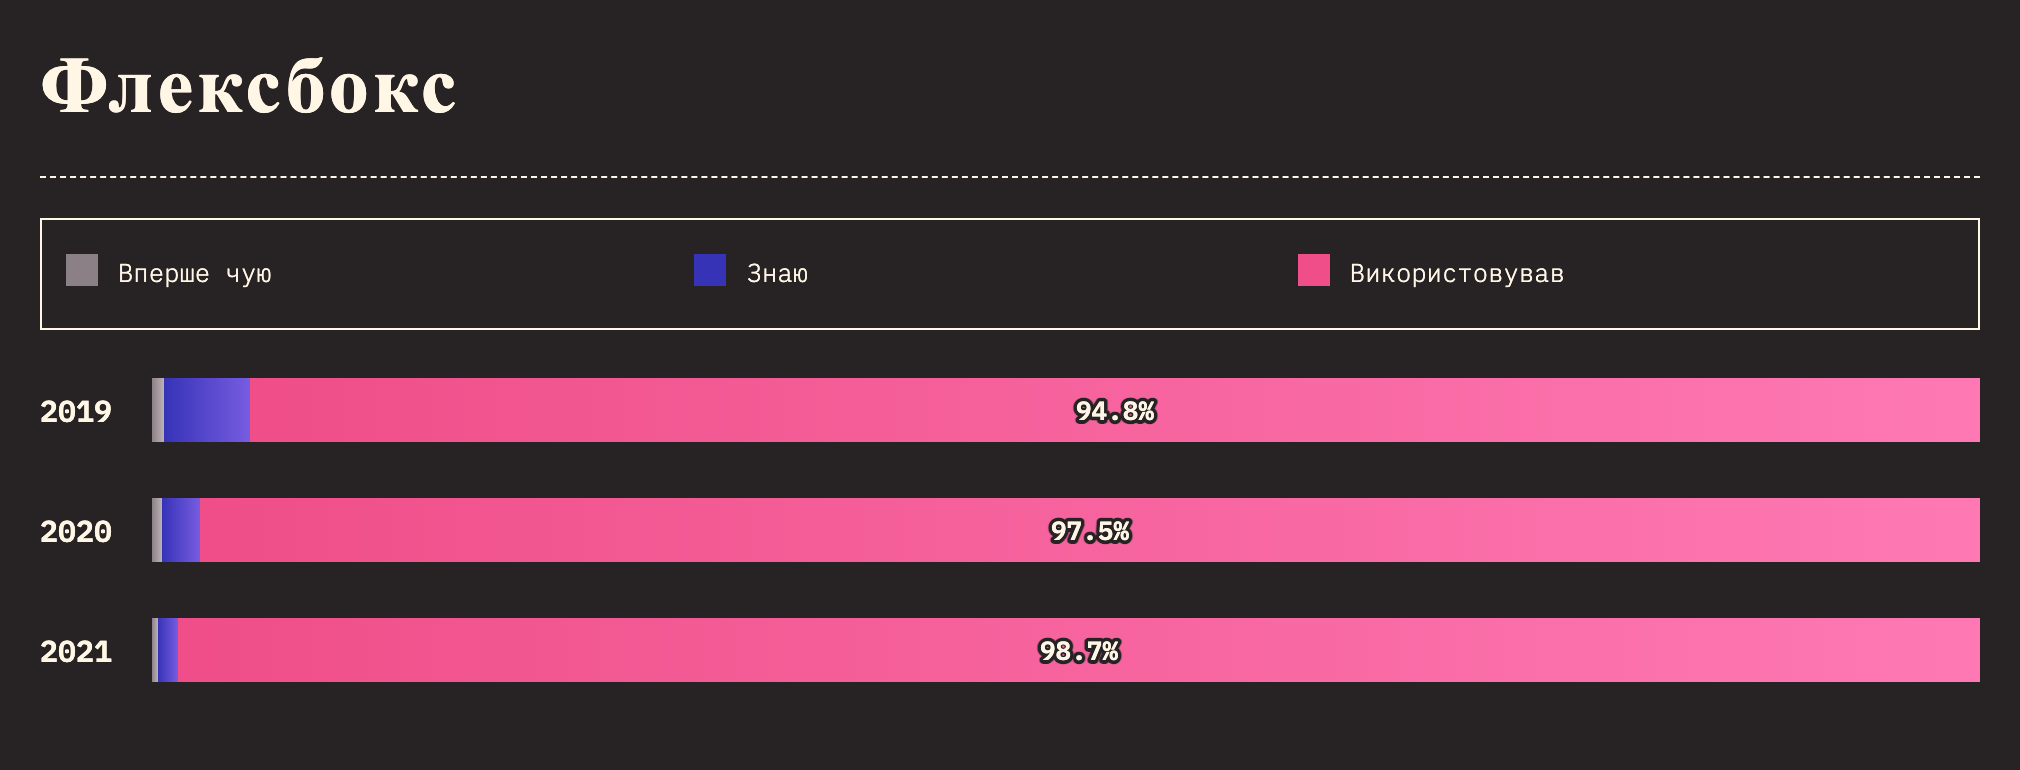 Флексбокс
Вперше чую Знаю Використовував
2019 94.8%
2020 97.5%
2021 98.7%